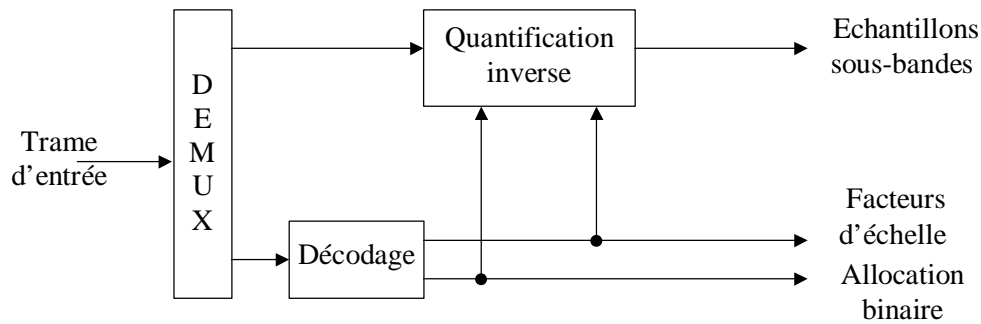 Trame
d’entrée
D
E
M
U
X
Quantification
inverse
Décodage
Echantillons
sous-bandes
Facteurs
d’échelle
Allocation
binaire